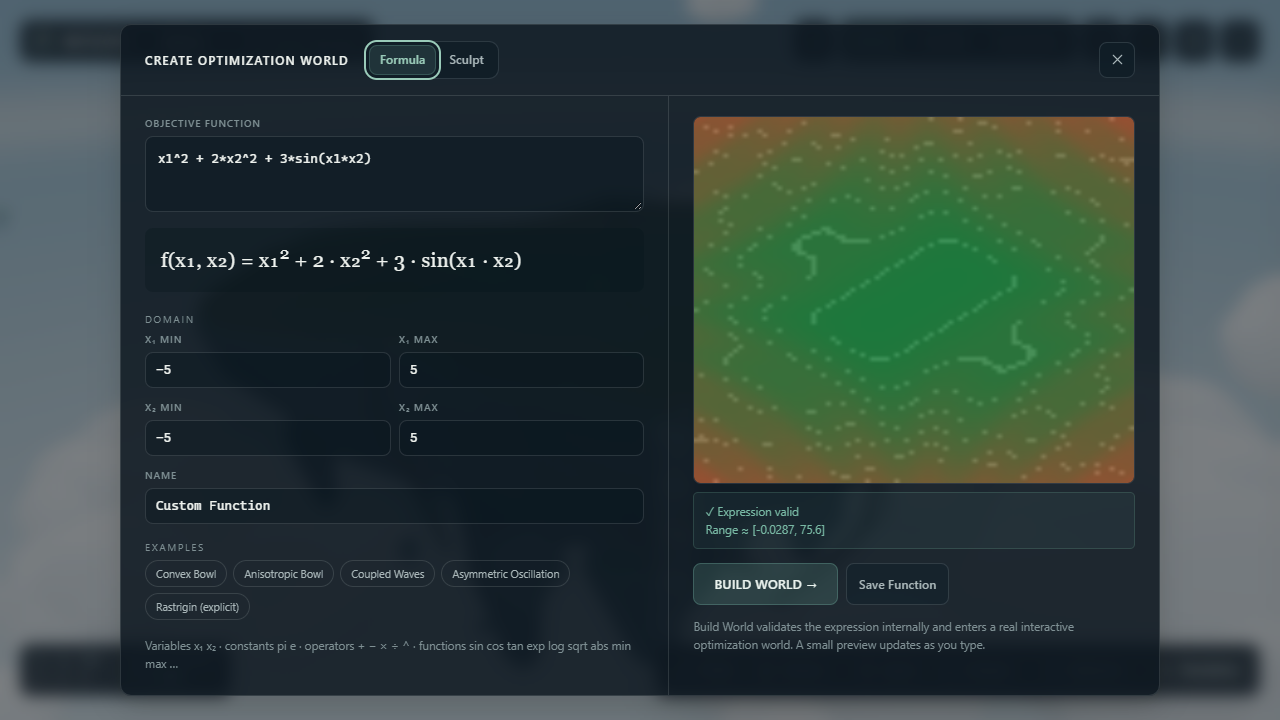 CREATE OPTIMIZATION WORLD
Formula
Sculpt
×
OBJECTIVE FUNCTION
x1^2 + 2*x2^2 + 3*sin(x1*x2)
f(x1, x2) = x1² + 2 · x2² + 3 · sin(x1 · x2)
DOMAIN
X₁ MIN
X₁ MAX
−5
5
X₂ MIN
X₂ MAX
−5
5
NAME
Custom Function
EXAMPLES
Convex Bowl
Anisotropic Bowl
Coupled Waves
Asymmetric Oscillation
Rastrigin (explicit)
Variables x₁ x₂ · constants pi e · operators + − × ÷ ^ · functions sin cos tan exp log sqrt abs min
max ...
✓ Expression valid
Range ≈ [-0.0287, 75.6]
BUILD WORLD →
Save Function
Build World validates the expression internally and enters a real interactive
optimization world. A small preview updates as you type.